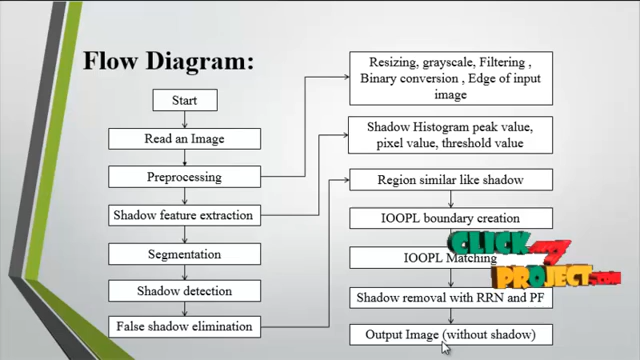 Flow Diagram:
Start
Read an Image
Preprocessing
Shadow feature extraction
Segmentation
Shadow detection
False shadow elimination
Resizing, grayscale, Filtering ,
Binary conversion , Edge of input
image
Shadow Histogram peak value,
pixel value, threshold value
Region similar like shadow
IOOPL boundary creation
IOOPL Matching
Shadow removal with RRN and PF
Output Image (without shadow)
CLICK my
PROJECT.com